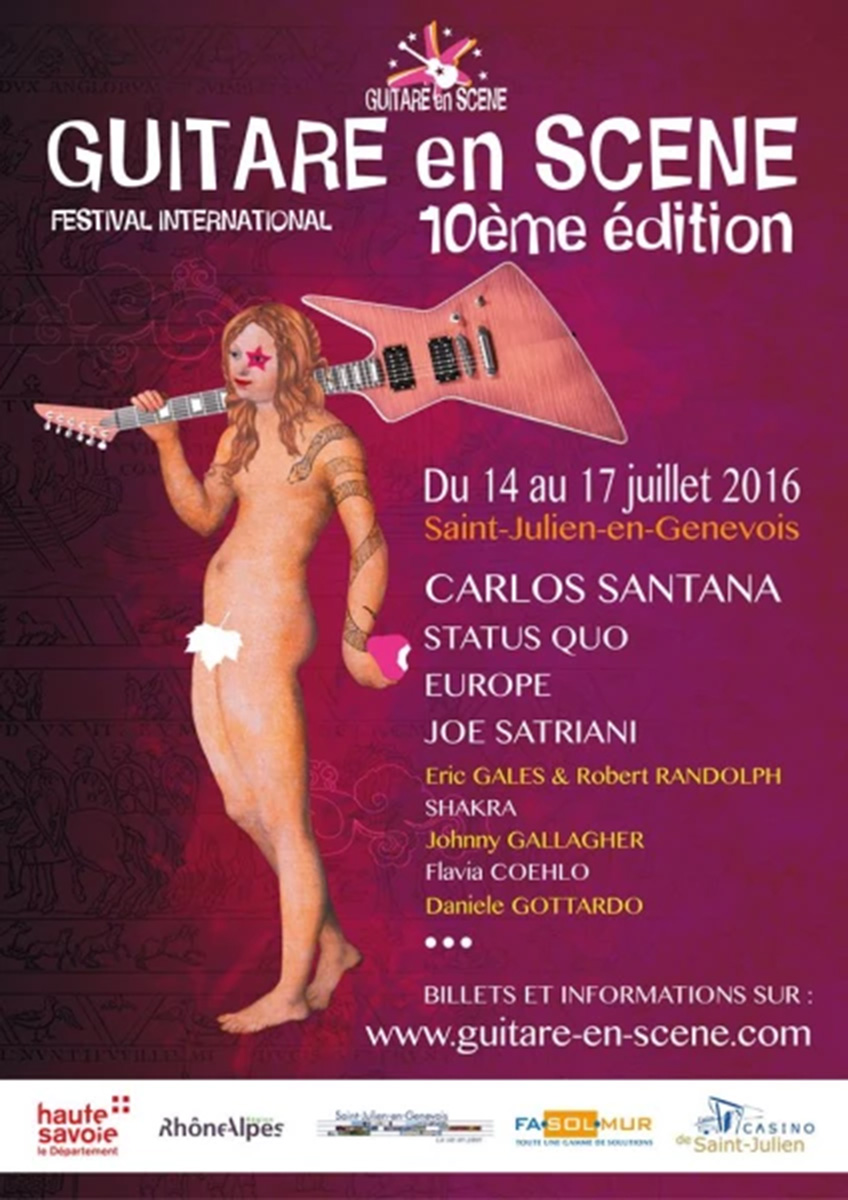 GUITARE en SCENE
GUITARE en SCENE
FESTIVAL INTERNATIONAL
10ème édition
Du 14 au 17 juillet 2016
Saint-Julien-en-Genevois
CARLOS SANTANA
STATUS QUO
EUROPE
JOE SATRIANI
Eric GALES & Robert RANDOLPH
SHAKRA
Johnny GALLAGHER
Flavia COEHLO
Daniele GOTTARDO
•••
BILLETS ET INFORMATIONS SUR :
www.guitare-en-scene.com
haute
savoie
le Département
RhôneAlpes
Saint-Julien-en-Genevois
FA•SOL•MUR
TOUTE UNE GAMME DE SOLUTIONS
CASINO
de Saint-Julien